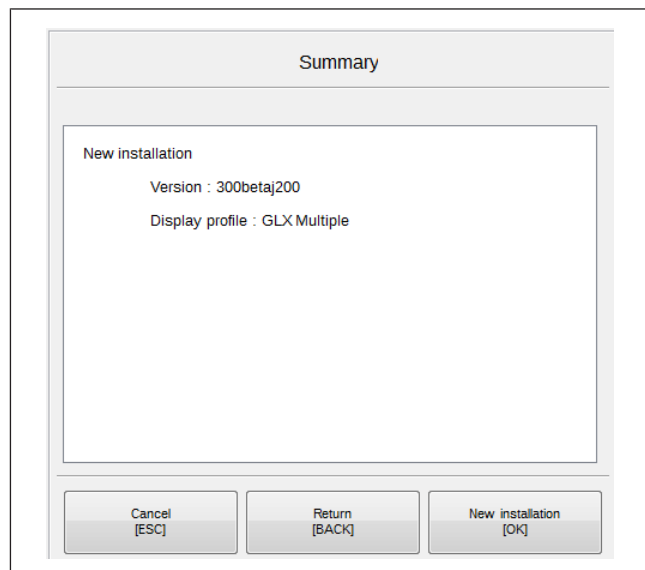 Summary
New installation
Version : 300betaj200
Display profile : GLX Multiple
Cancel
[ESC]
Return
[BACK]
New installation
[OK]